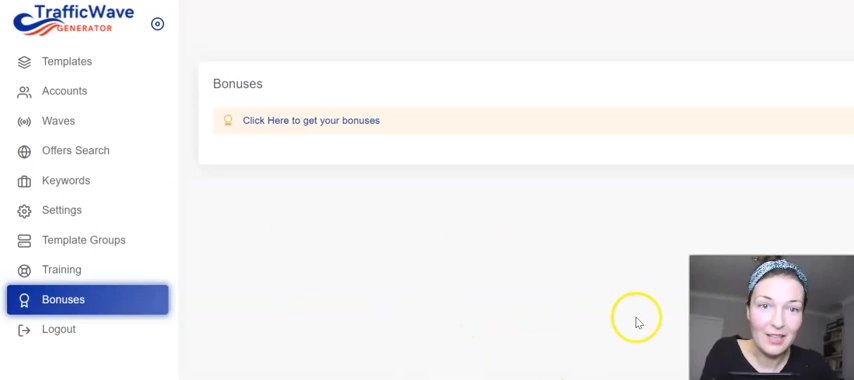 TrafficWave
GENERATOR
Templates
Accounts
Waves
Offers Search
Keywords
Settings
Template Groups
Training
Bonuses
Logout
Bonuses
Click Here to get your bonuses